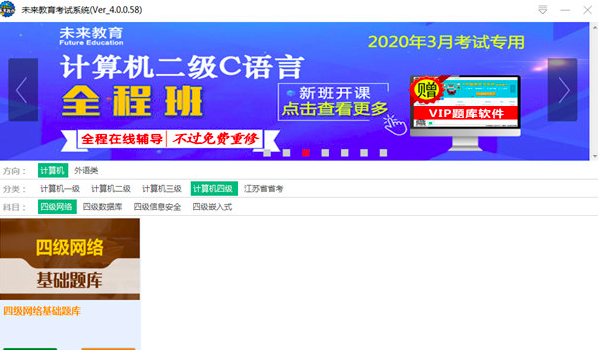 未来教育考试系统(Ver_4.0.0.58)
未来教育
Future Education
2020年3月考试专用
计算机二级C语言
全程班
新班开课
点击查看更多
赠
VIP题库软件
全程在线辅导 不过免费重修
方向： 计算机 外语类
分类： 计算机一级 计算机二级 计算机三级 计算机四级 江苏省省考
科目： 四级网络 四级数据库 四级信息安全 四级嵌入式
四级网络
基础题库
四级网络基础题库